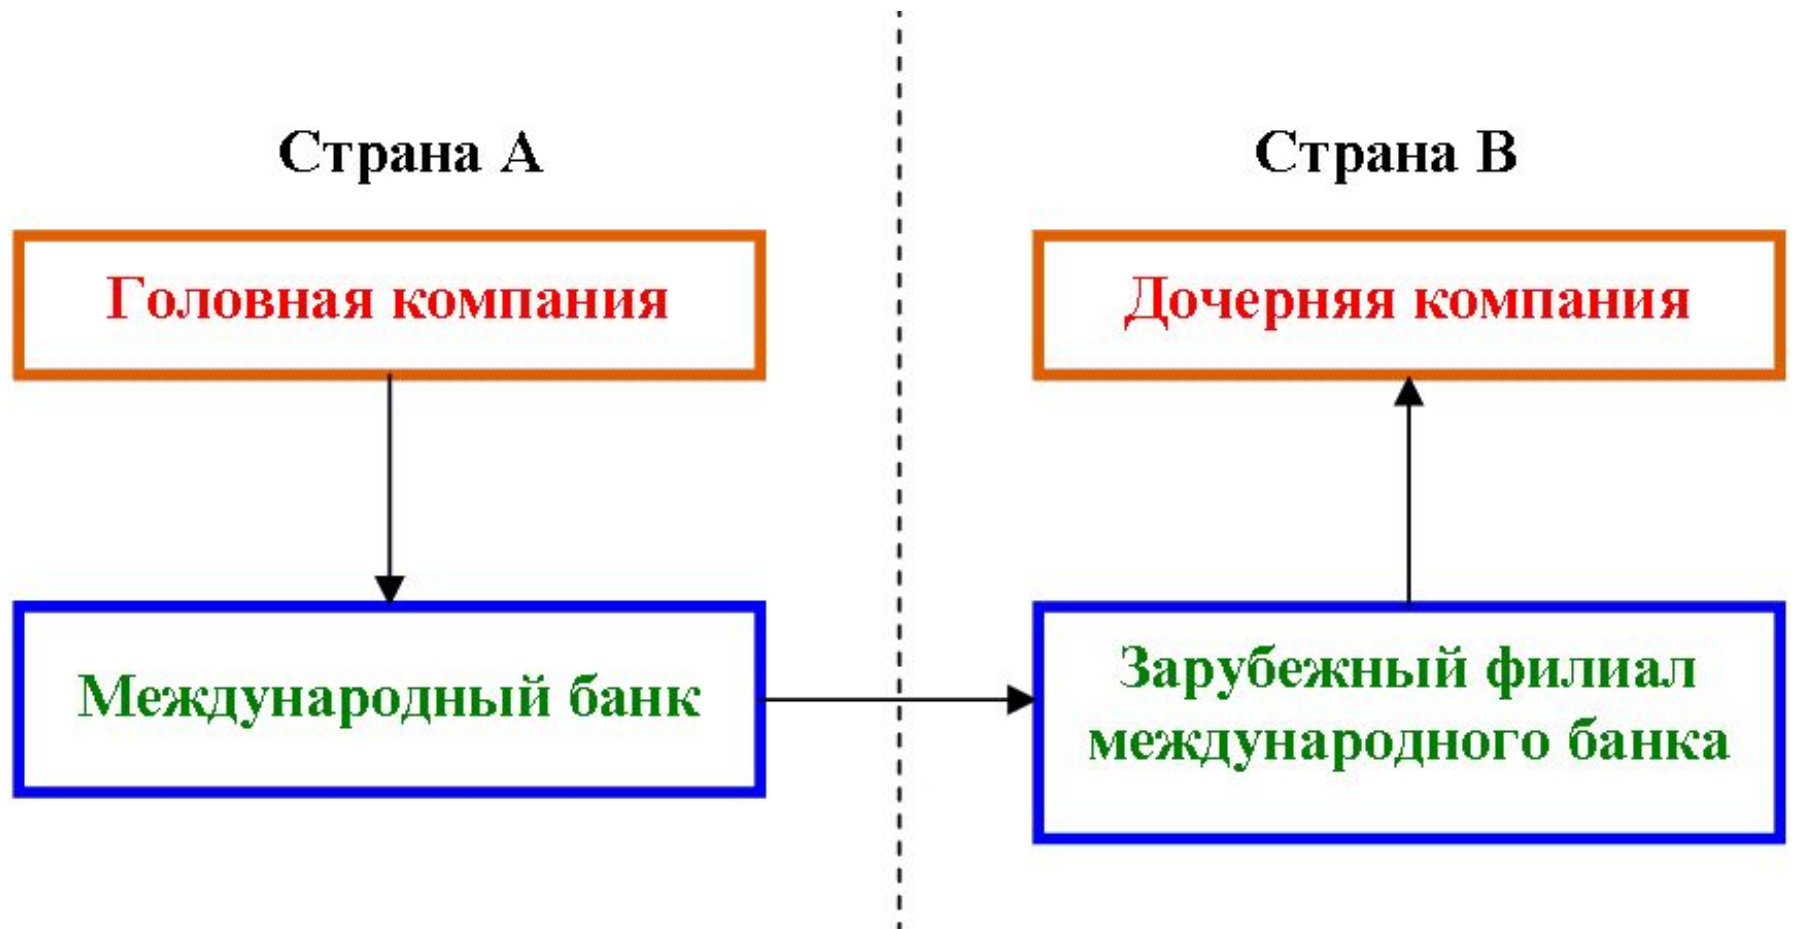 Страна А
Страна В
Головная компания
Дочерняя компания
Международный банк
Зарубежный филиал
международного банка